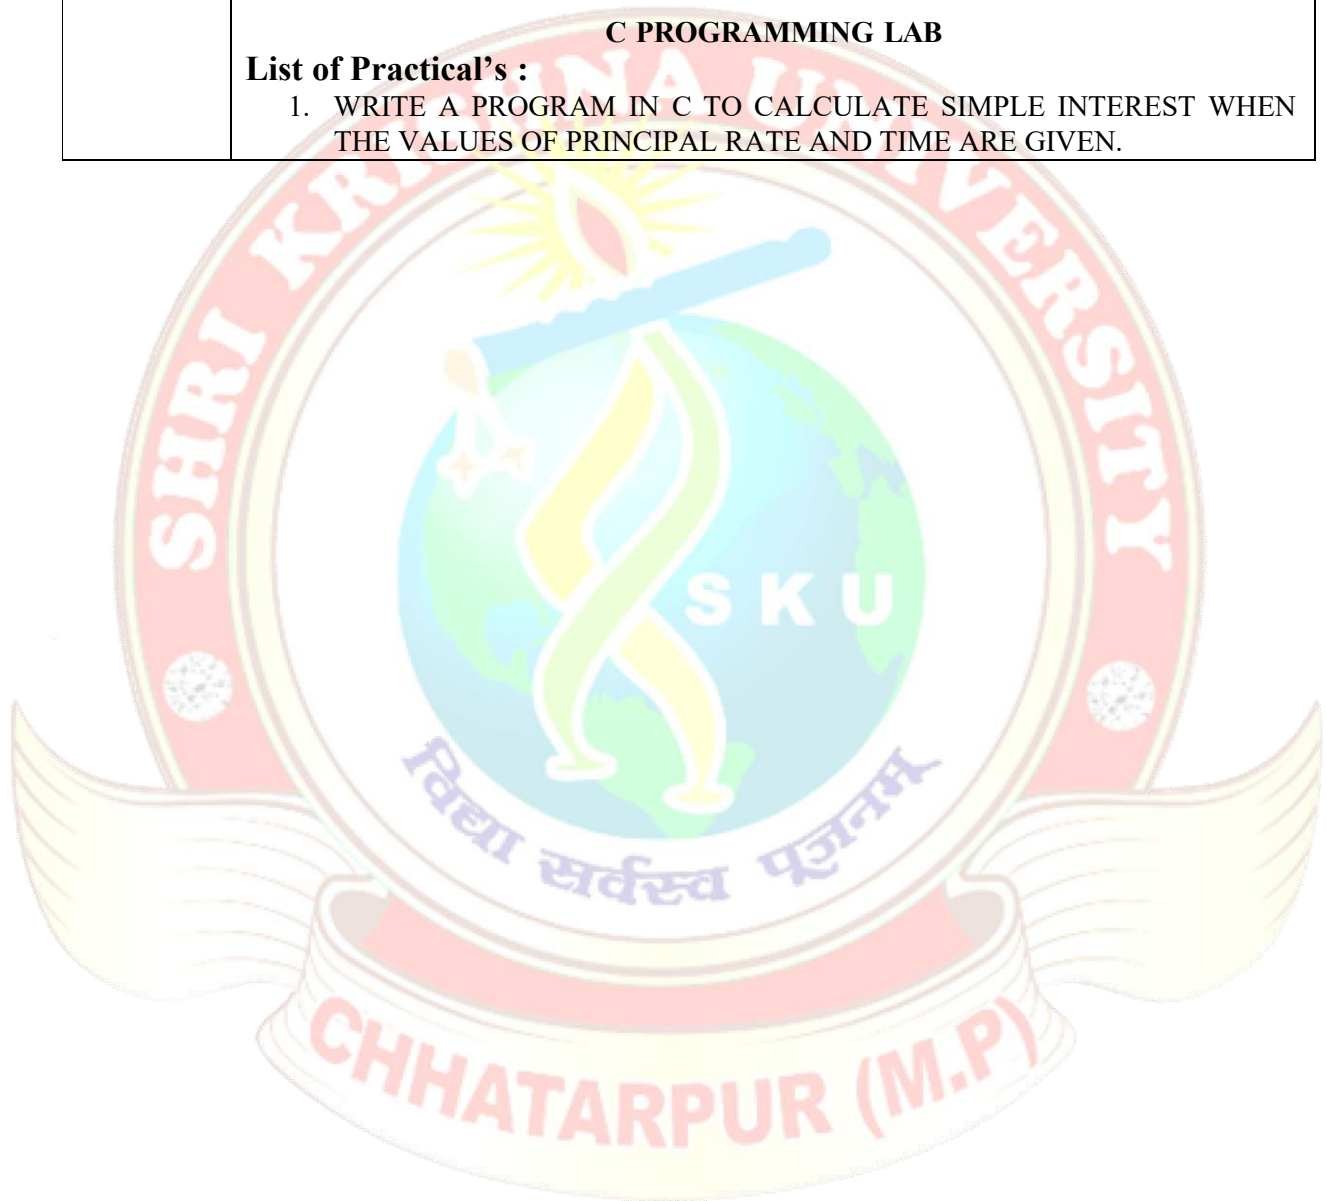 C PROGRAMMING LAB
List of Practical's :
1. WRITE A PROGRAM IN C TO CALCULATE SIMPLE INTEREST WHEN
THE VALUES OF PRINCIPAL RATE AND TIME ARE GIVEN.
SHRI KRISHNA UNIVERSITY
SKU
विद्या सर्वस्व पूजनम्
CHHATARPUR (M.P)